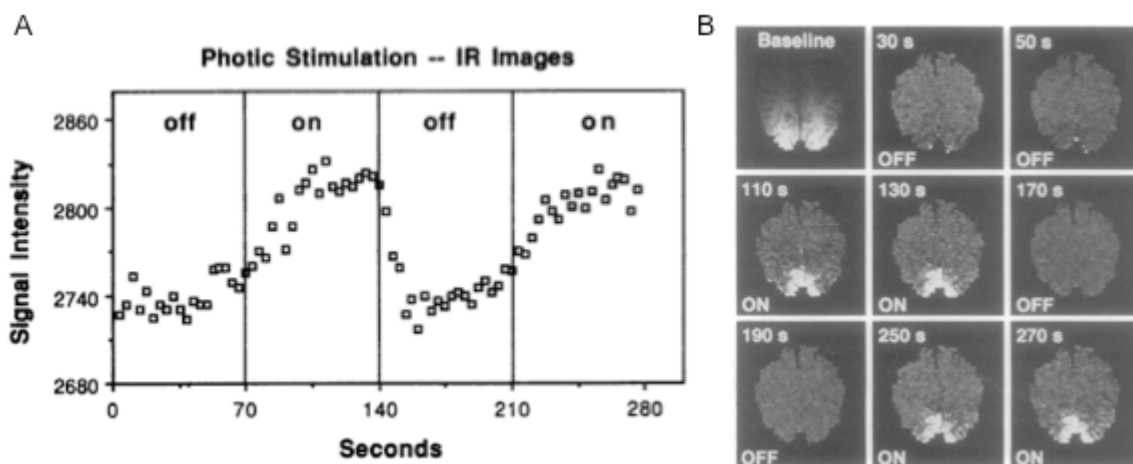 A
Photic Stimulation -- IR Images
off on off on
Signal Intensity
2860
2800
2740
2680
0 70 140 210 280
Seconds
B
Baseline 30 s 50 s
OFF OFF
110 s 130 s 170 s
ON ON OFF
190 s 250 s 270 s
OFF ON ON